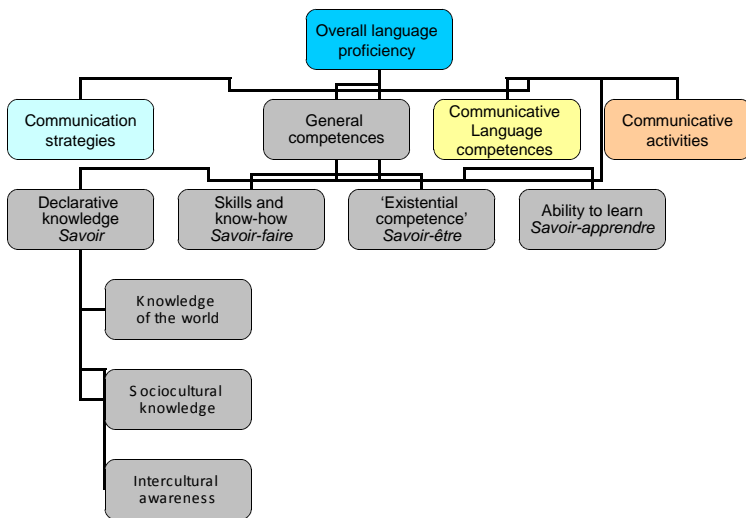 Overall language
proficiency
Communication
strategies
General
competences
Communicative
Language
competences
Communicative
activities
Declarative
knowledge
Savoir
Skills and
know-how
Savoir-faire
‘Existential
competence’
Savoir-être
Ability to learn
Savoir-apprendre
Knowledge
of the world
Sociocultural
knowledge
Intercultural
awareness